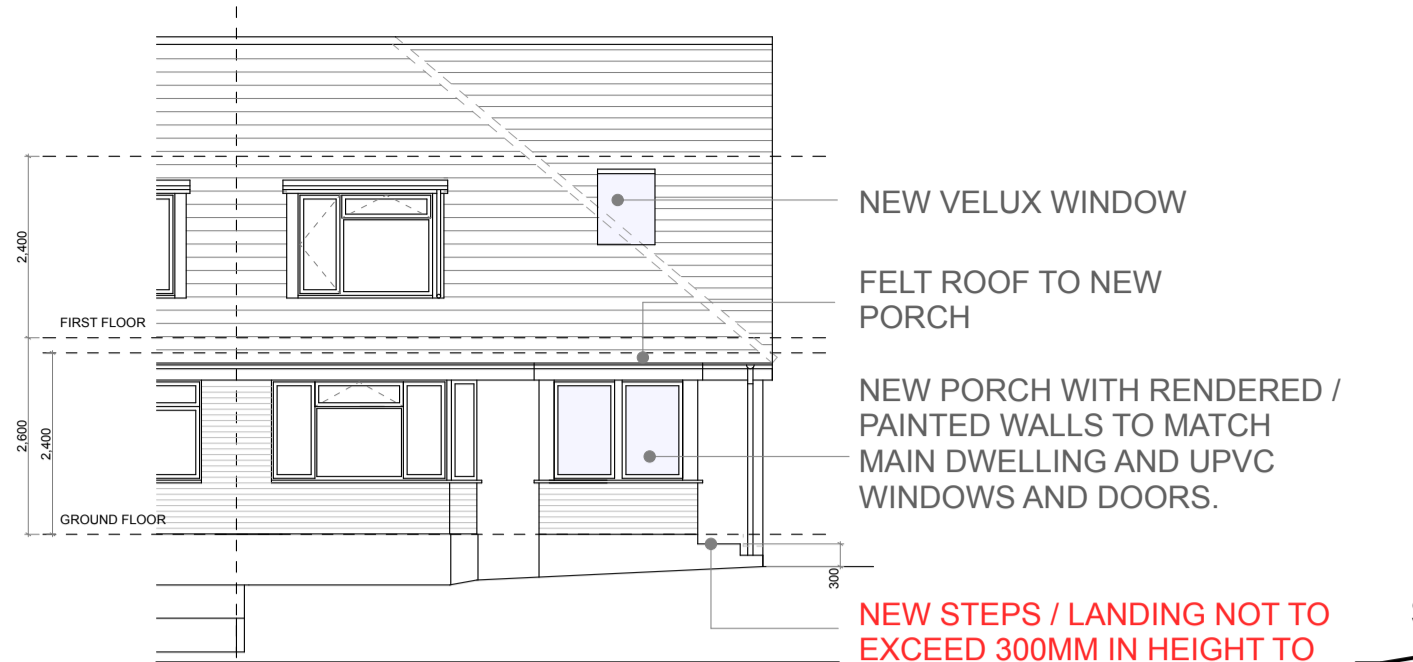 NEW VELUX WINDOW
FELT ROOF TO NEW
PORCH
NEW PORCH WITH RENDERED /
PAINTED WALLS TO MATCH
MAIN DWELLING AND UPVC
WINDOWS AND DOORS.
NEW STEPS / LANDING NOT TO
EXCEED 300MM IN HEIGHT TO
2,400
FIRST FLOOR
2,600
2,400
GROUND FLOOR
300